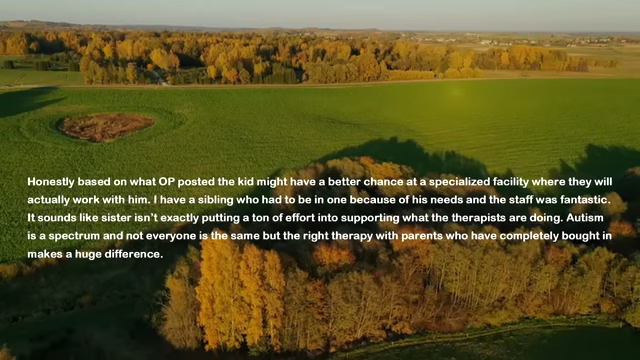 Honestly based on what OP posted the kid might have a better chance at a specialized facility where they will
actually work with him. I have a sibling who had to be in one because of his needs and the staff was fantastic.
It sounds like sister isn't exactly putting a ton of effort into supporting what the therapists are doing. Autism
is a spectrum and not everyone is the same but the right therapy with parents who have completely bought in
makes a huge difference.